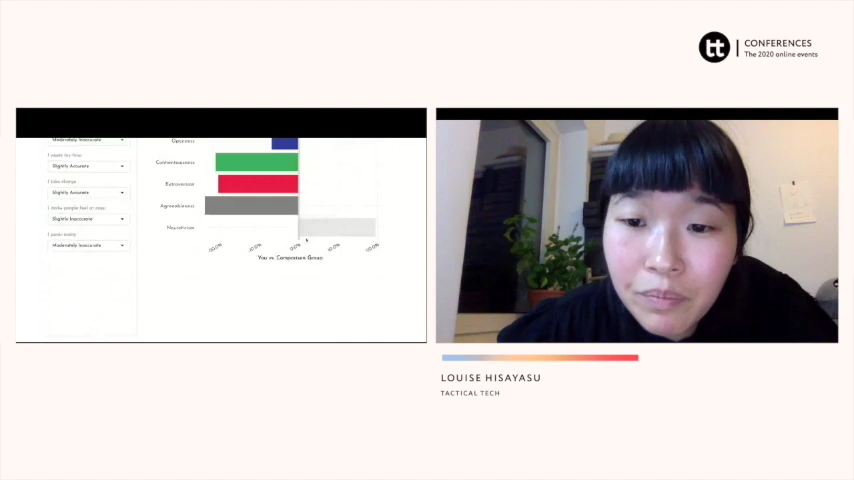 tt
CONFERENCES
The 2020 online events
Moderately Inaccurate
I waste my time
Slightly Accurate
I take charge
Slightly Accurate
I make people feel at ease
Slightly Inaccurate
I panic easily
Moderately Inaccurate
Openness
Conscientiousness
Extraversion
Agreeableness
Neuroticism
0.0%
You vs. Comparison Group
LOUISE HISAYASU
TACTICAL TECH